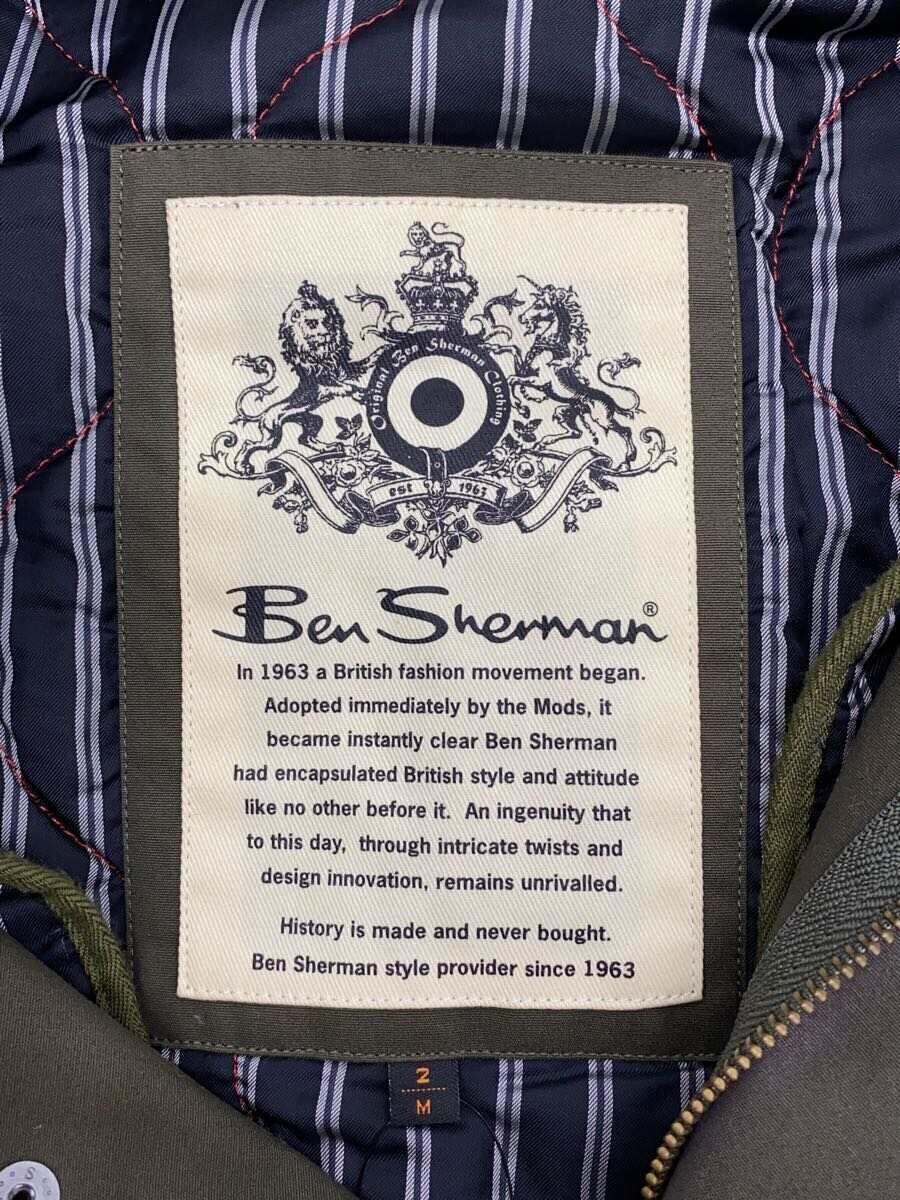 Original Ben Sherman Clothing
est 1963
Ben Sherman®
In 1963 a British fashion movement began.
Adopted immediately by the Mods, it
became instantly clear Ben Sherman
had encapsulated British style and attitude
like no other before it. An ingenuity that
to this day, through intricate twists and
design innovation, remains unrivalled.
History is made and never bought.
Ben Sherman style provider since 1963
2
M
S